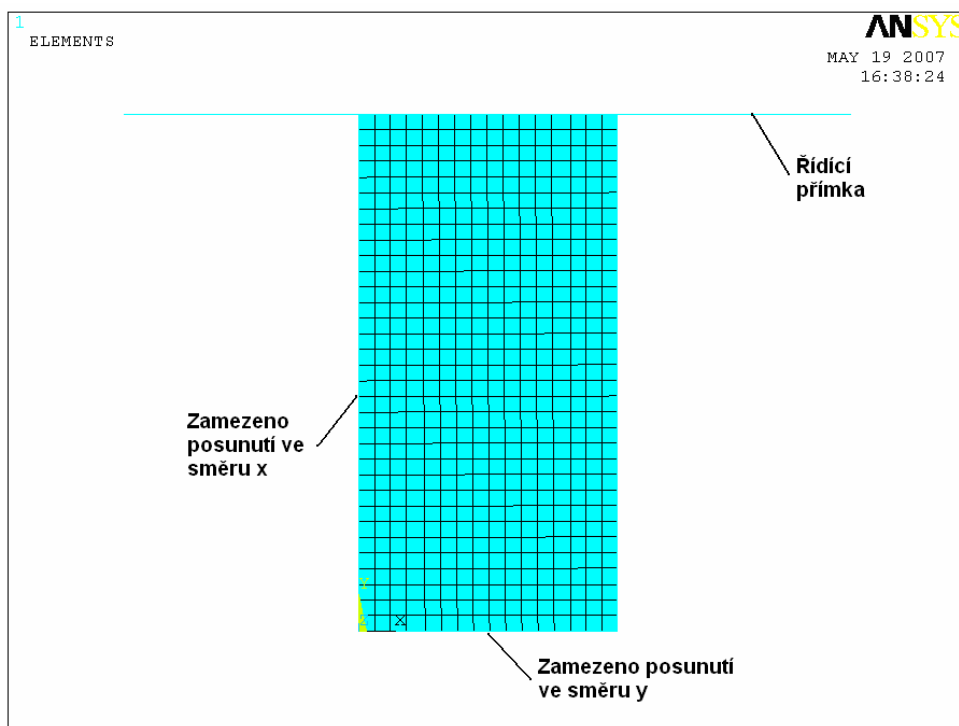 1
ELEMENTS
ANSYS
MAY 19 2007
16:38:24
Řídící
přímka
Zamezeno
posunutí ve
směru x
Y
Z X
Zamezeno posunutí
ve směru y